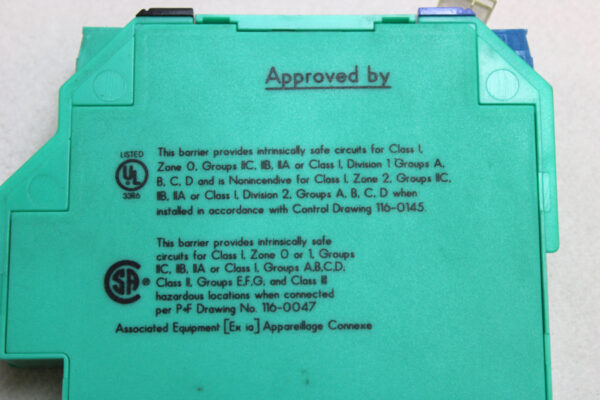 Approved by
LISTED
UL
33R6
This barrier provides intrinsically safe circuits for Class I,
Zone 0, Groups IIC, IIB, IIA or Class I, Division 1 Groups A,
B, C, D and is Nonincendive for Class I, Zone 2, Groups IIC,
IIB, IIA or Class I, Division 2, Groups A, B, C, D when
installed in accordance with Control Drawing 116-0145.
This barrier provides intrinsically safe
circuits for Class I, Zone 0 or 1, Groups
IIC, IIB, IIA or Class I, Groups A,B,C,D,
Class II, Groups E,F,G, and Class III
hazardous locations when connected
per P+F Drawing No. 116-0047
SA ®
Associated Equipment [Ex ia] Appareillage Connexe